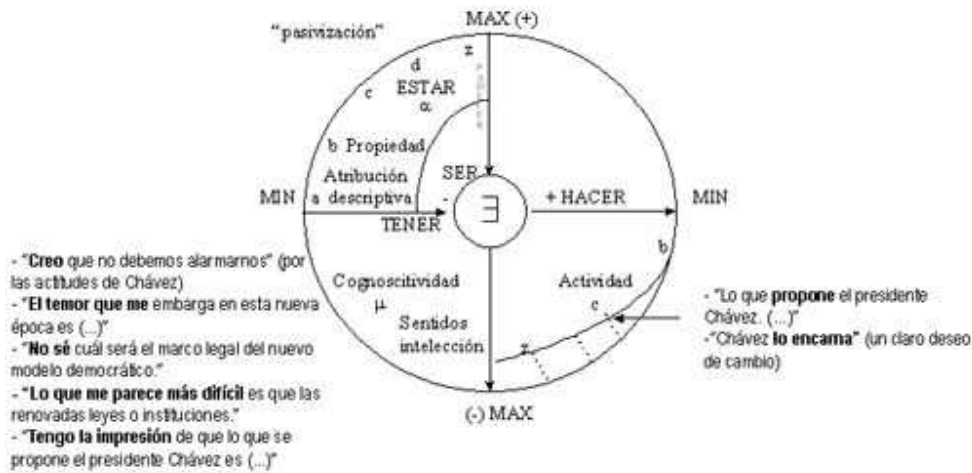 MAX (+)
"pasivización"
z
d
c ESTAR
α
b Propiedad
SER
Atribución
MIN a descriptiva - Ǝ + HACER MIN
TENER
b
Cognoscitividad
μ
Actividad
c
Sentidos
intelección
z
(-) MAX
- "Creo que no debemos alarmarnos" (por
las actitudes de Chávez)
- "El temor que me embarga en esta nueva
época es (...)"
- "No sé cuál será el marco legal del nuevo
modelo democrático."
- "Lo que me parece más difícil es que las
renovadas leyes o instituciones."
- "Tengo la impresión de que lo que se
propone el presidente Chávez es (...)"
- "Lo que propone el presidente
Chávez. (...)"
-"Chávez lo encarna" (un claro deseo
de cambio)